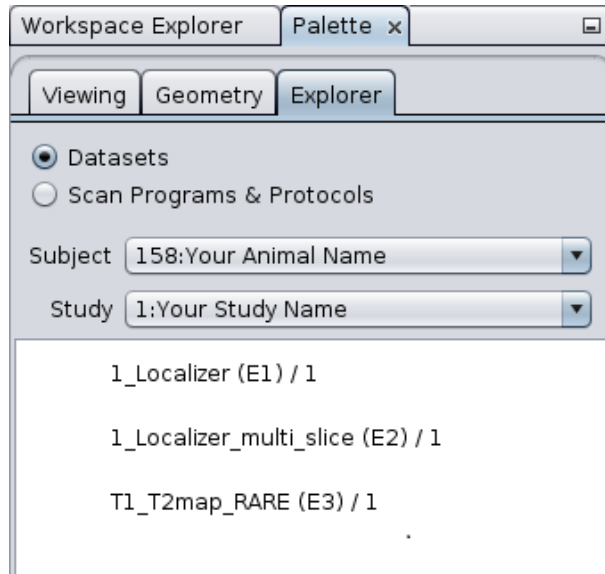 Workspace Explorer Palette x
Viewing Geometry Explorer
Datasets
Scan Programs & Protocols
Subject 158:Your Animal Name
Study 1:Your Study Name
1_Localizer (E1) / 1
1_Localizer_multi_slice (E2) / 1
T1_T2map_RARE (E3) / 1